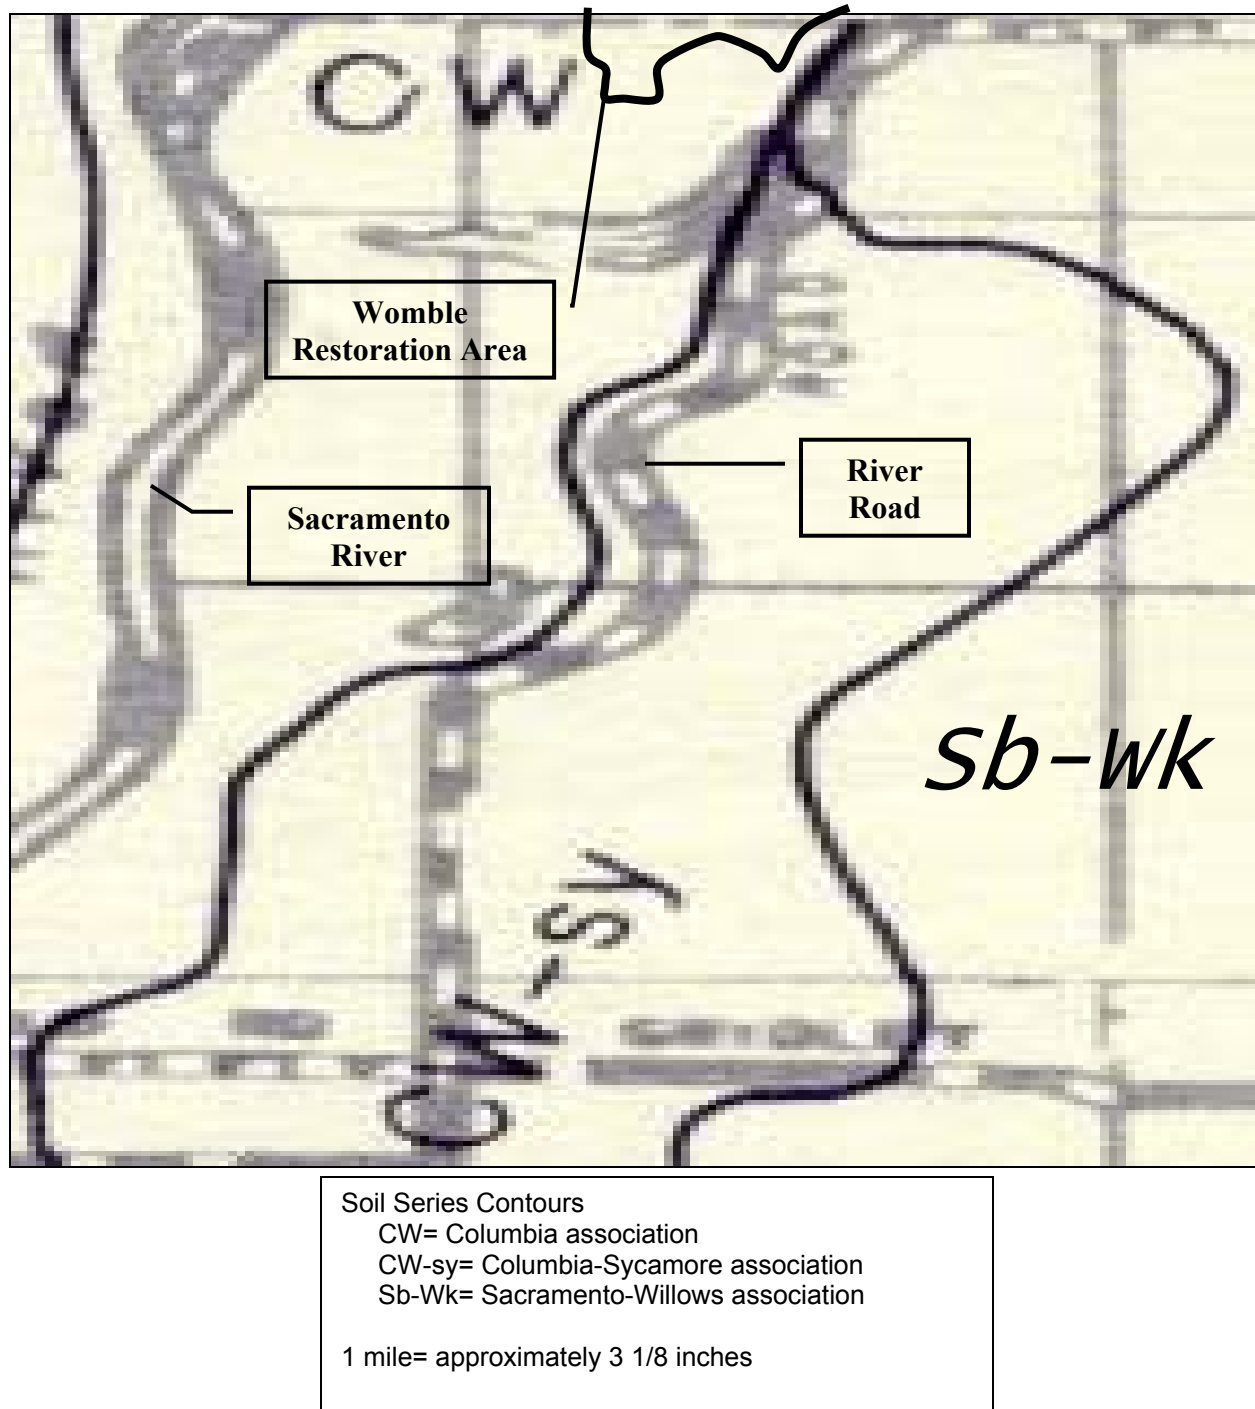 CW
Womble
Restoration Area
River
Road
Sacramento
River
Sb-Wk
CW-Sy
Soil Series Contours
CW= Columbia association
CW-sy= Columbia-Sycamore association
Sb-Wk= Sacramento-Willows association
1 mile= approximately 3 1/8 inches